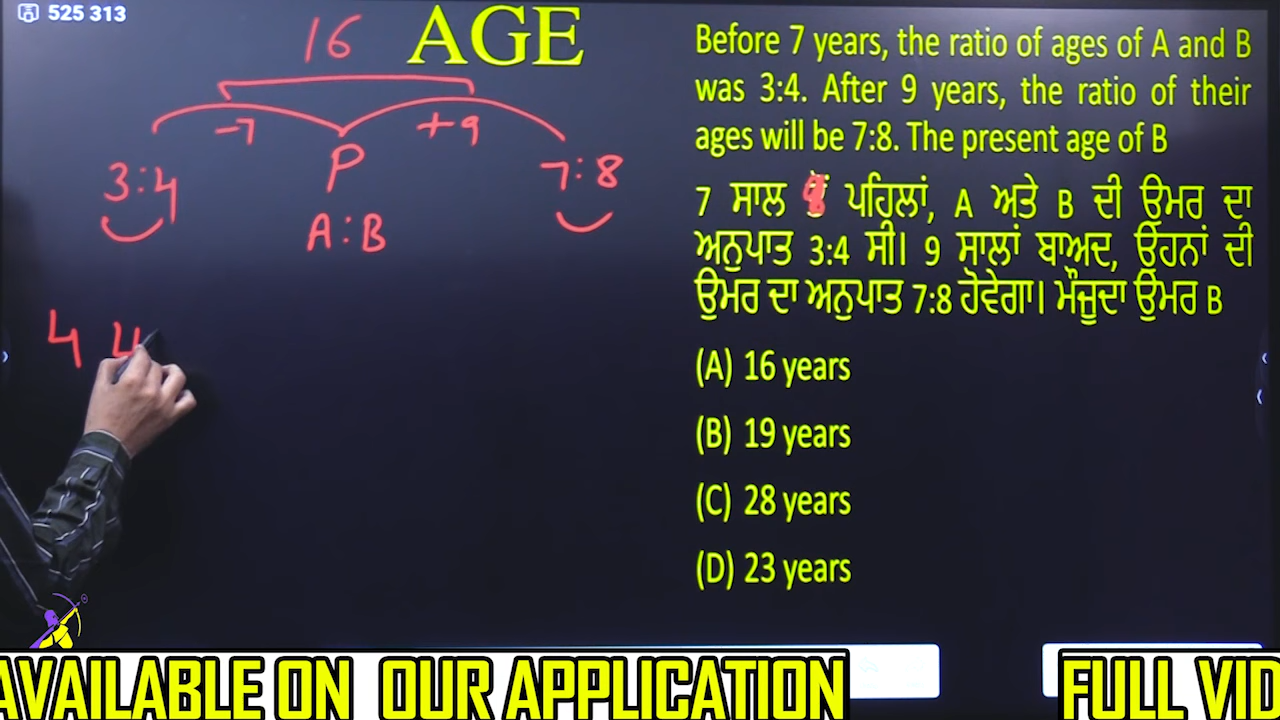 525 313
AGE
16
-7
+9
3:4
P
7:8
A:B
4 4
Before 7 years, the ratio of ages of A and B
was 3:4. After 9 years, the ratio of their
ages will be 7:8. The present age of B
7 ਸਾਲ ਪਹਿਲਾਂ, A ਅਤੇ B ਦੀ ਉਮਰ ਦਾ
ਅਨੁਪਾਤ 3:4 ਸੀ। 9 ਸਾਲਾਂ ਬਾਅਦ, ਉਹਨਾਂ ਦੀ
ਉਮਰ ਦਾ ਅਨੁਪਾਤ 7:8 ਹੋਵੇਗਾ। ਮੌਜੂਦਾ ਉਮਰ B
(A) 16 years
(B) 19 years
(C) 28 years
(D) 23 years
AVAILABLE ON OUR APPLICATION FULL VID